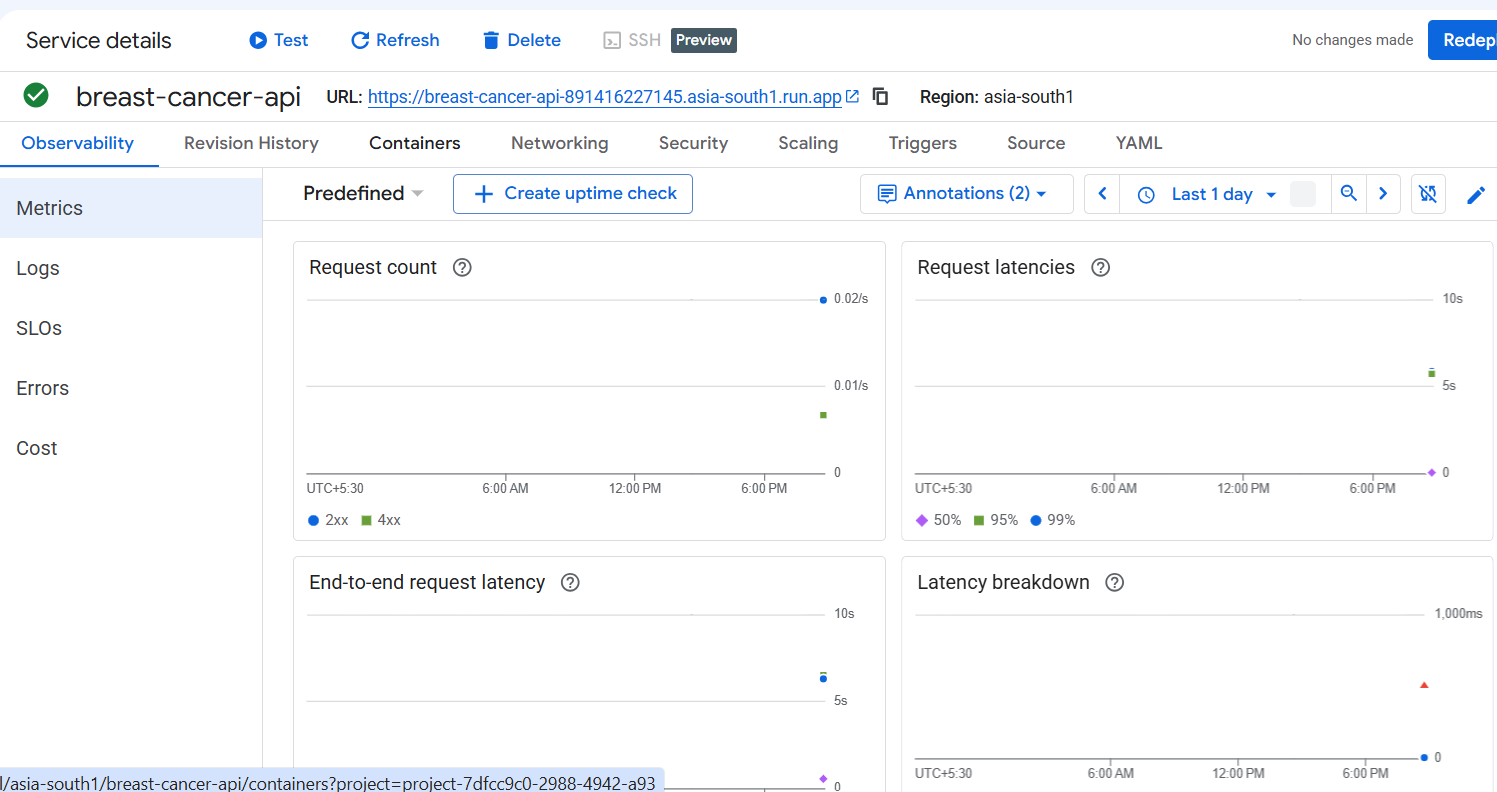 Service details Test Refresh Delete SSH Preview No changes made Redep
breast-cancer-api URL: https://breast-cancer-api-891416227145.asia-south1.run.app Region: asia-south1
Observability Revision History Containers Networking Security Scaling Triggers Source YAML
Metrics
Logs
SLOs
Errors
Cost
Predefined + Create uptime check Annotations (2) Last 1 day
Request count
0.02/s
0.01/s
0
UTC+5:30 6:00 AM 12:00 PM 6:00 PM
2xx 4xx
Request latencies
10s
5s
0
UTC+5:30 6:00 AM 12:00 PM 6:00 PM
50% 95% 99%
End-to-end request latency
10s
5s
0
Latency breakdown
1,000ms
0
UTC+5:30 6:00 AM 12:00 PM 6:00 PM
l/asia-south1/breast-cancer-api/containers?project=project-7dfcc9c0-2988-4942-a93